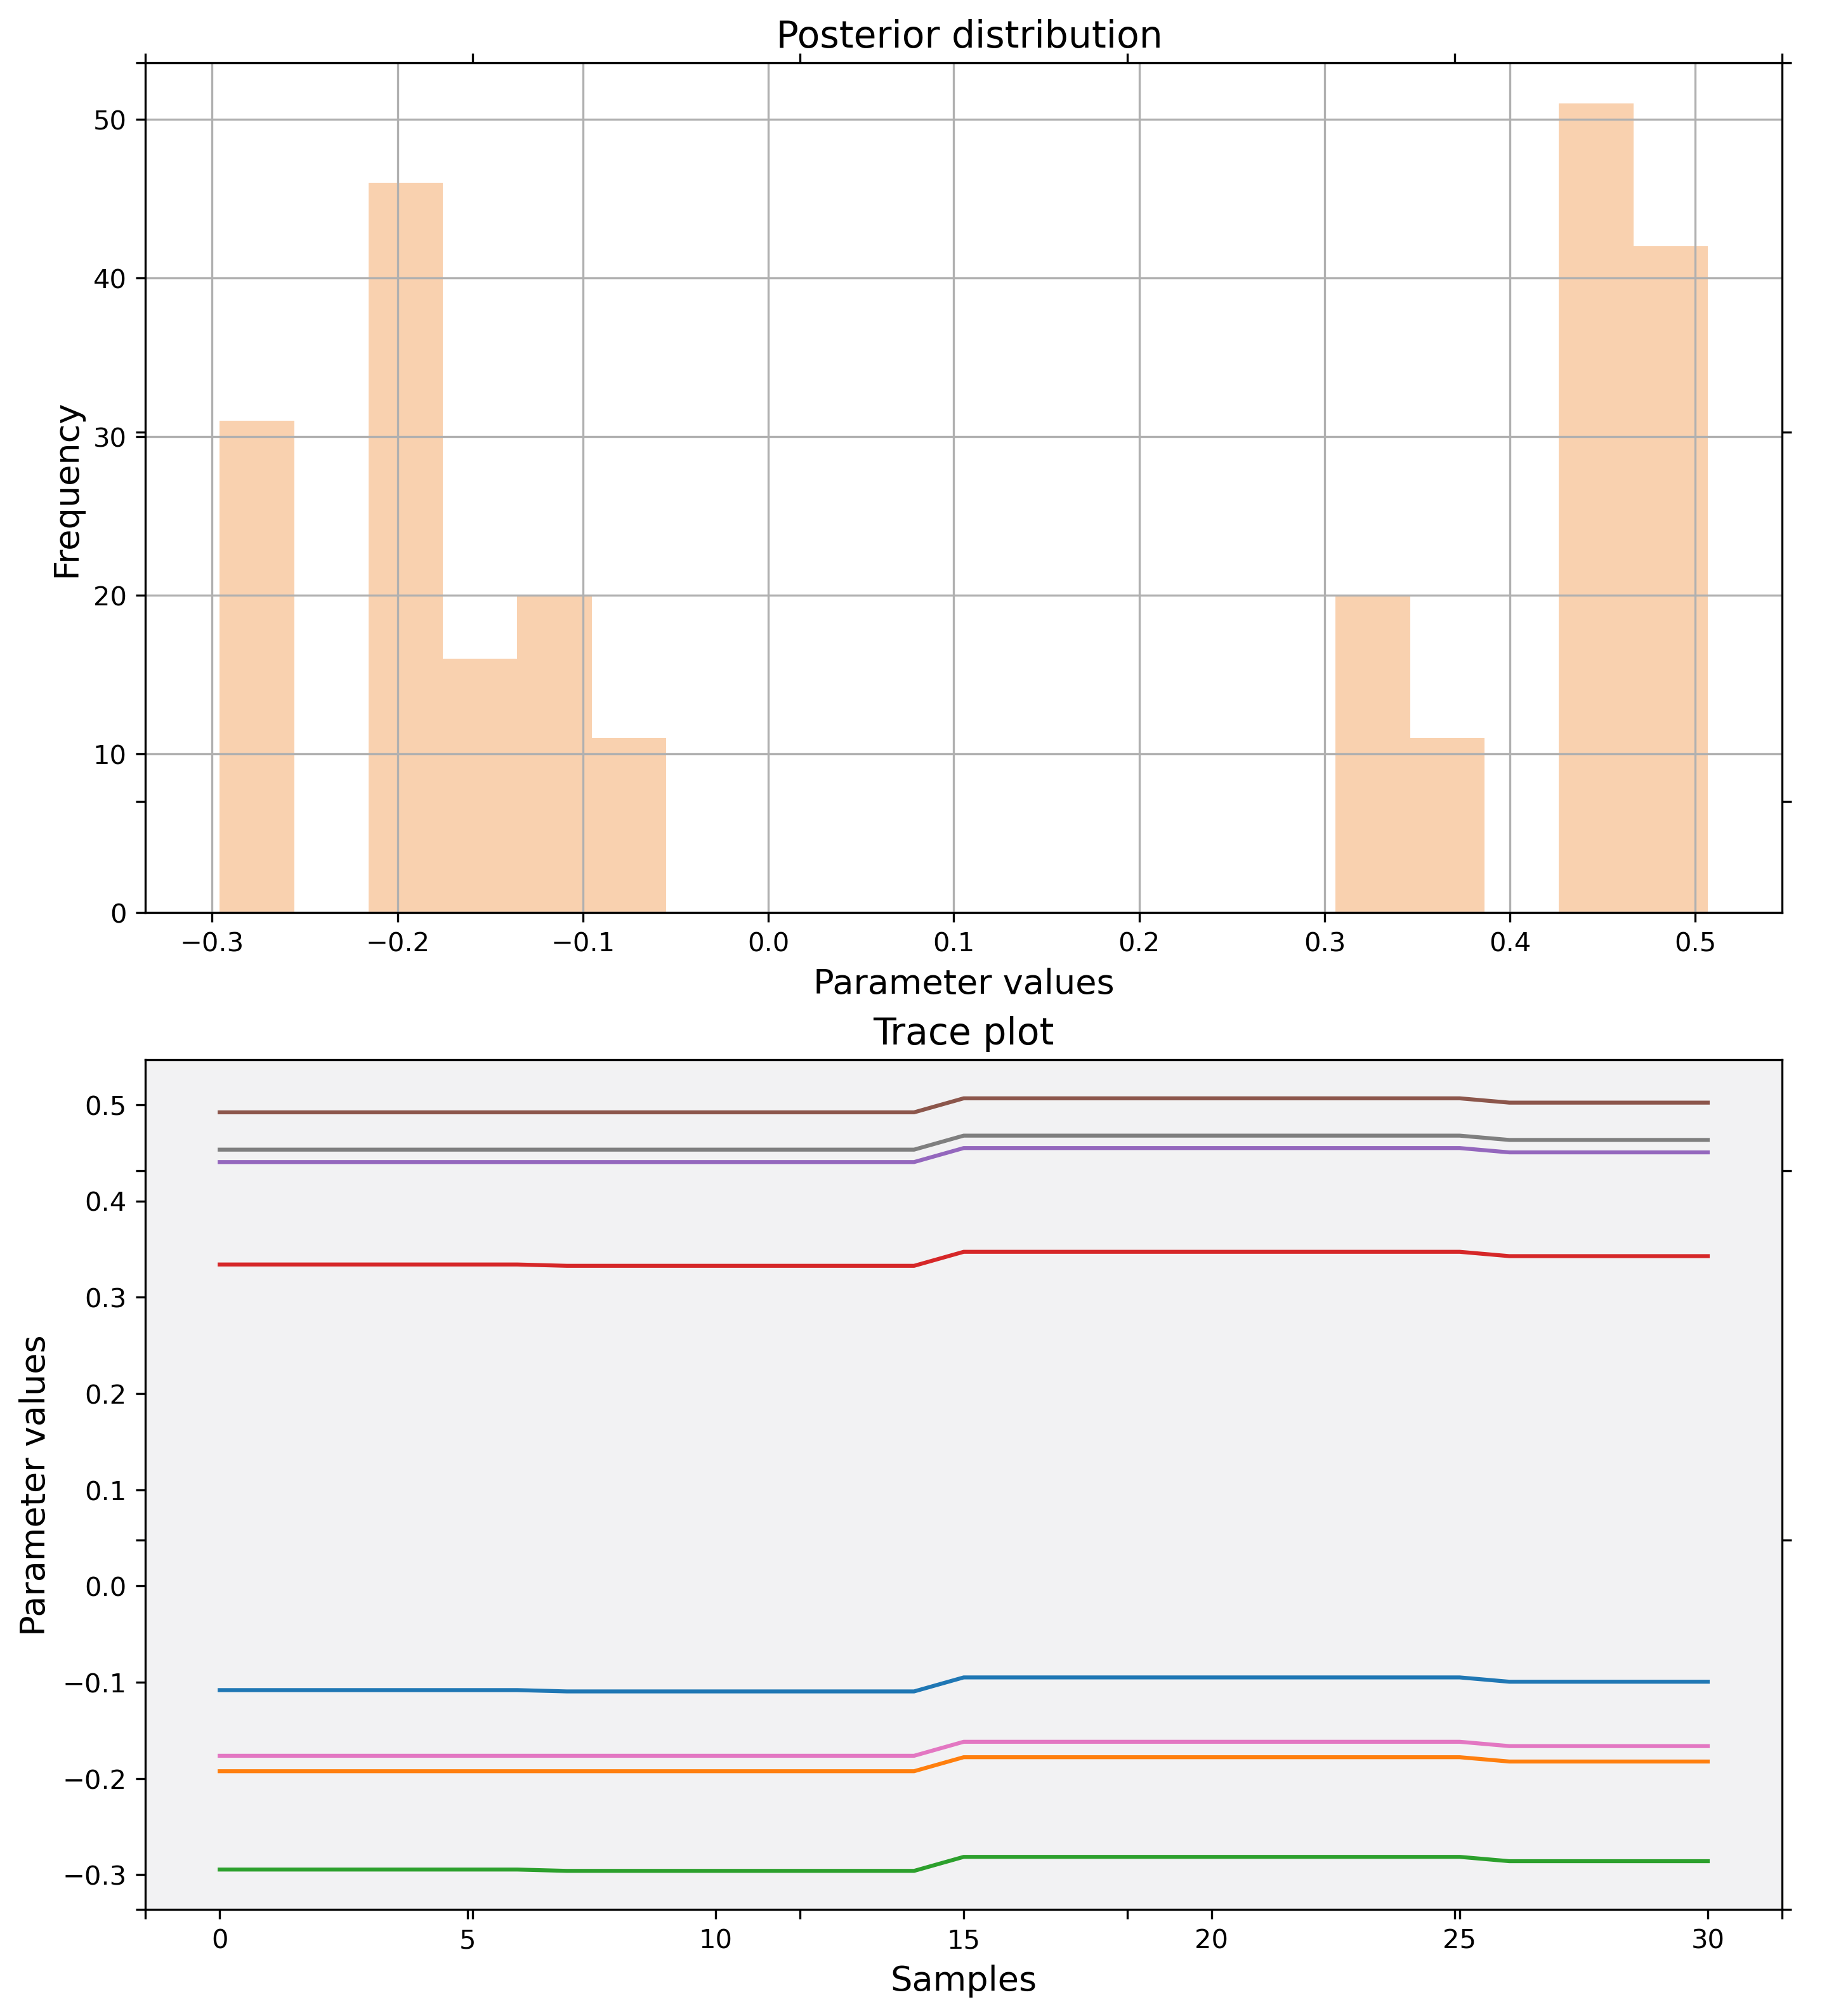 Posterior distribution
50
40
30
20
10
0
Frequency
−0.3 −0.2 −0.1 0.0 0.1 0.2 0.3 0.4 0.5
Parameter values
Trace plot
0.5
0.4
0.3
0.2
0.1
0.0
−0.1
−0.2
−0.3
Parameter values
0 5 10 15 20 25 30
Samples